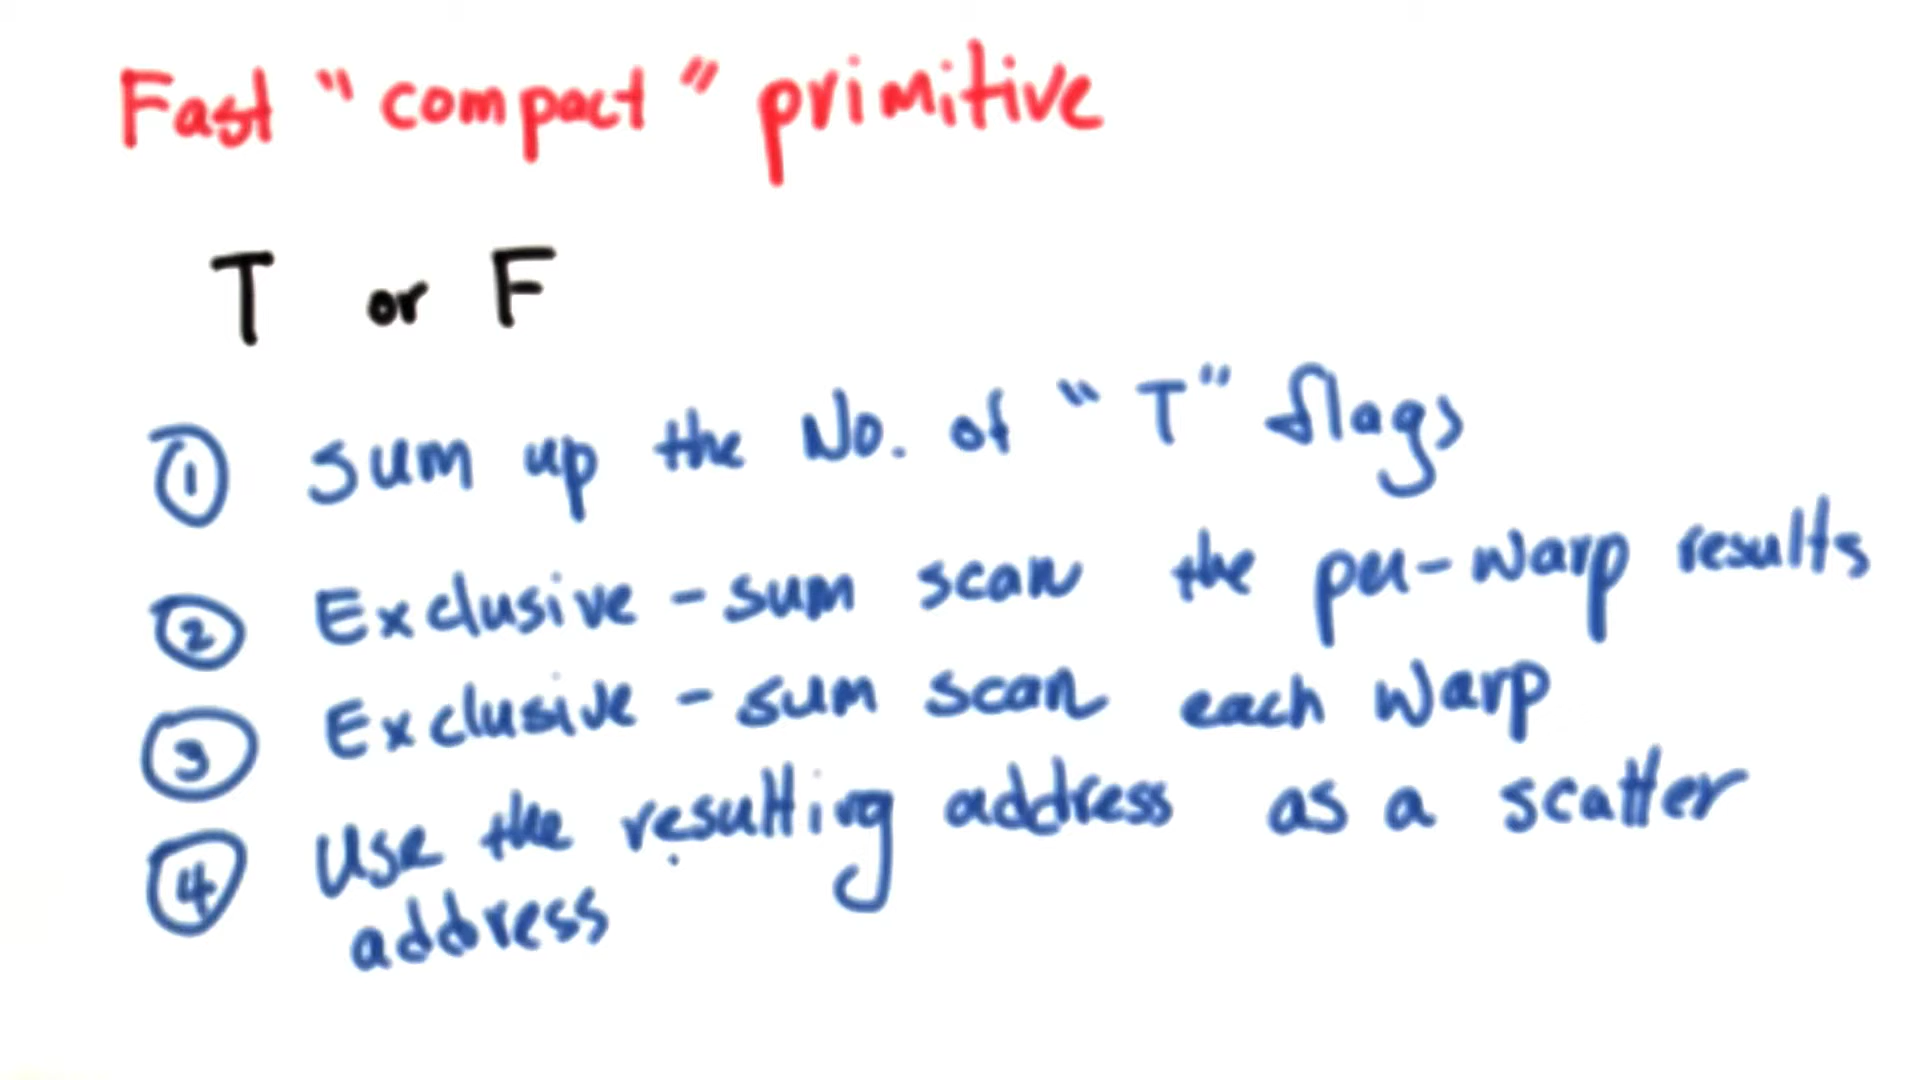 Fast "compact" primitive
T or F
① Sum up the No. of "T" flags
② Exclusive - sum scan the per-warp results
③ Exclusive - sum scan each warp
④ Use the resulting address as a scatter
address